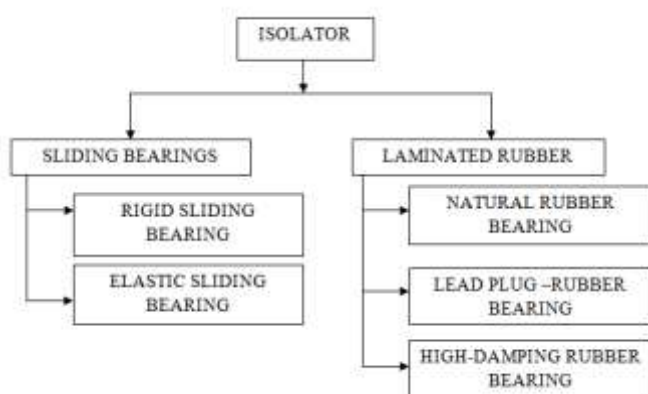 ISOLATOR
SLIDING BEARINGS
RIGID SLIDING
BEARING
ELASTIC SLIDING
BEARING
LAMINATED RUBBER
NATURAL RUBBER
BEARING
LEAD PLUG –RUBBER
BEARING
HIGH-DAMPING RUBBER
BEARING